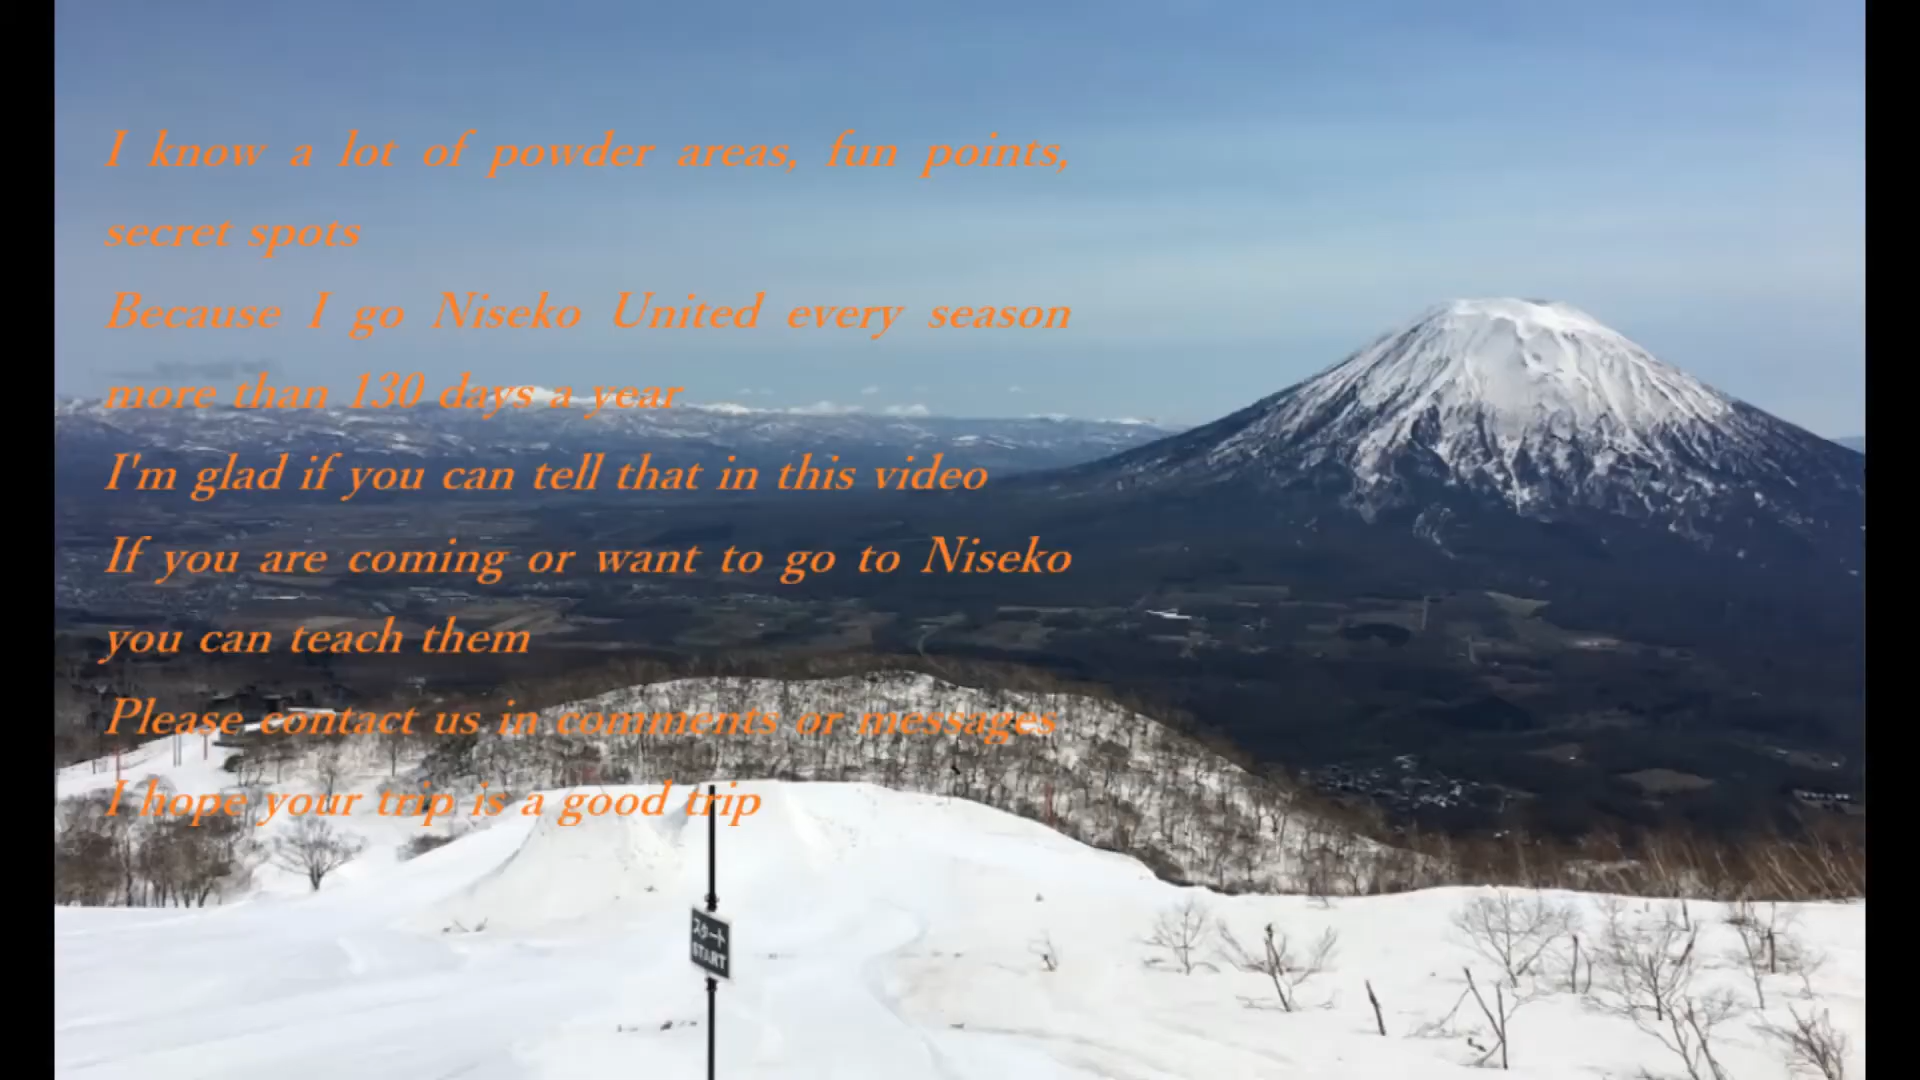 I know a lot of powder areas, fun points,
secret spots
Because I go Niseko United every season
more than 130 days a year
I'm glad if you can tell that in this video
If you are coming or want to go to Niseko
you can teach them
Please contact us in comments or messages
I hope your trip is a good trip
スタート
START